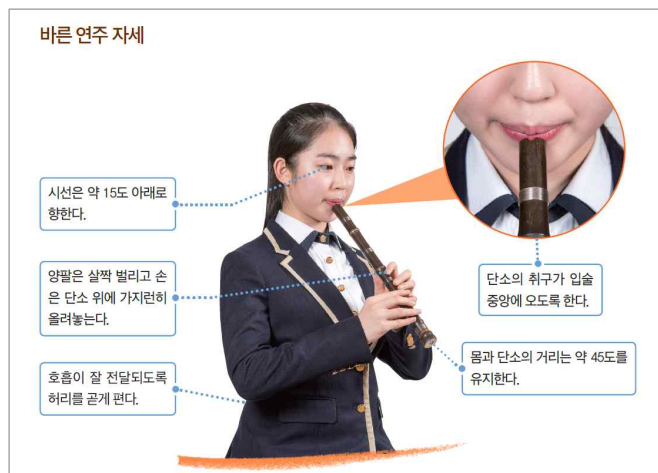 바른 연주 자세
시선은 약 15도 아래로
향한다.
양팔은 살짝 벌리고 손
은 단소 위에 가지런히
올려놓는다.
호흡이 잘 전달되도록
허리를 곧게 편다.
단소의 취구가 입술
중앙에 오도록 한다.
몸과 단소의 거리는 약 45도를
유지한다.